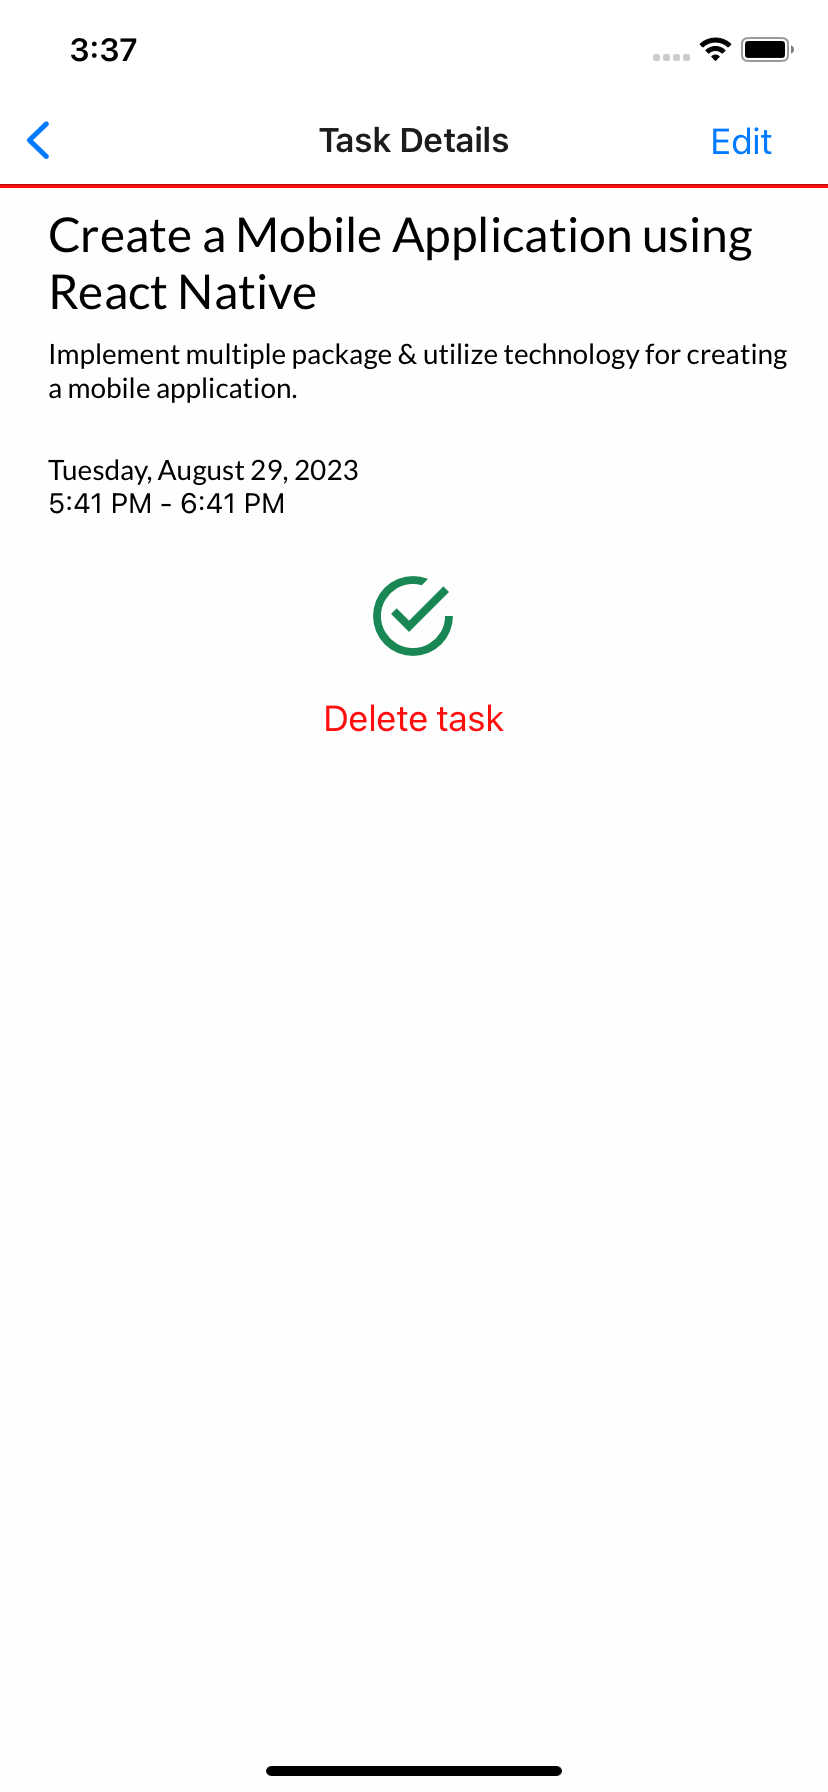 3:37
Task Details
Edit
Create a Mobile Application using
React Native
Implement multiple package & utilize technology for creating
a mobile application.
Tuesday, August 29, 2023
5:41 PM - 6:41 PM
Delete task